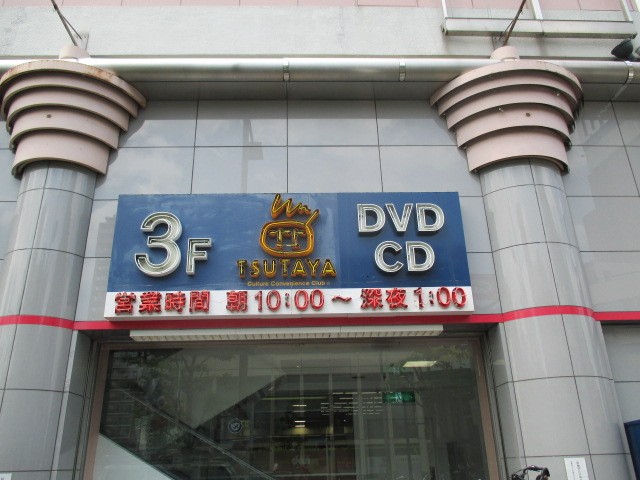 3F
TSUTAYA
Culture Convenience Club
DVD
CD
営業時間 朝10:00～深夜1:00